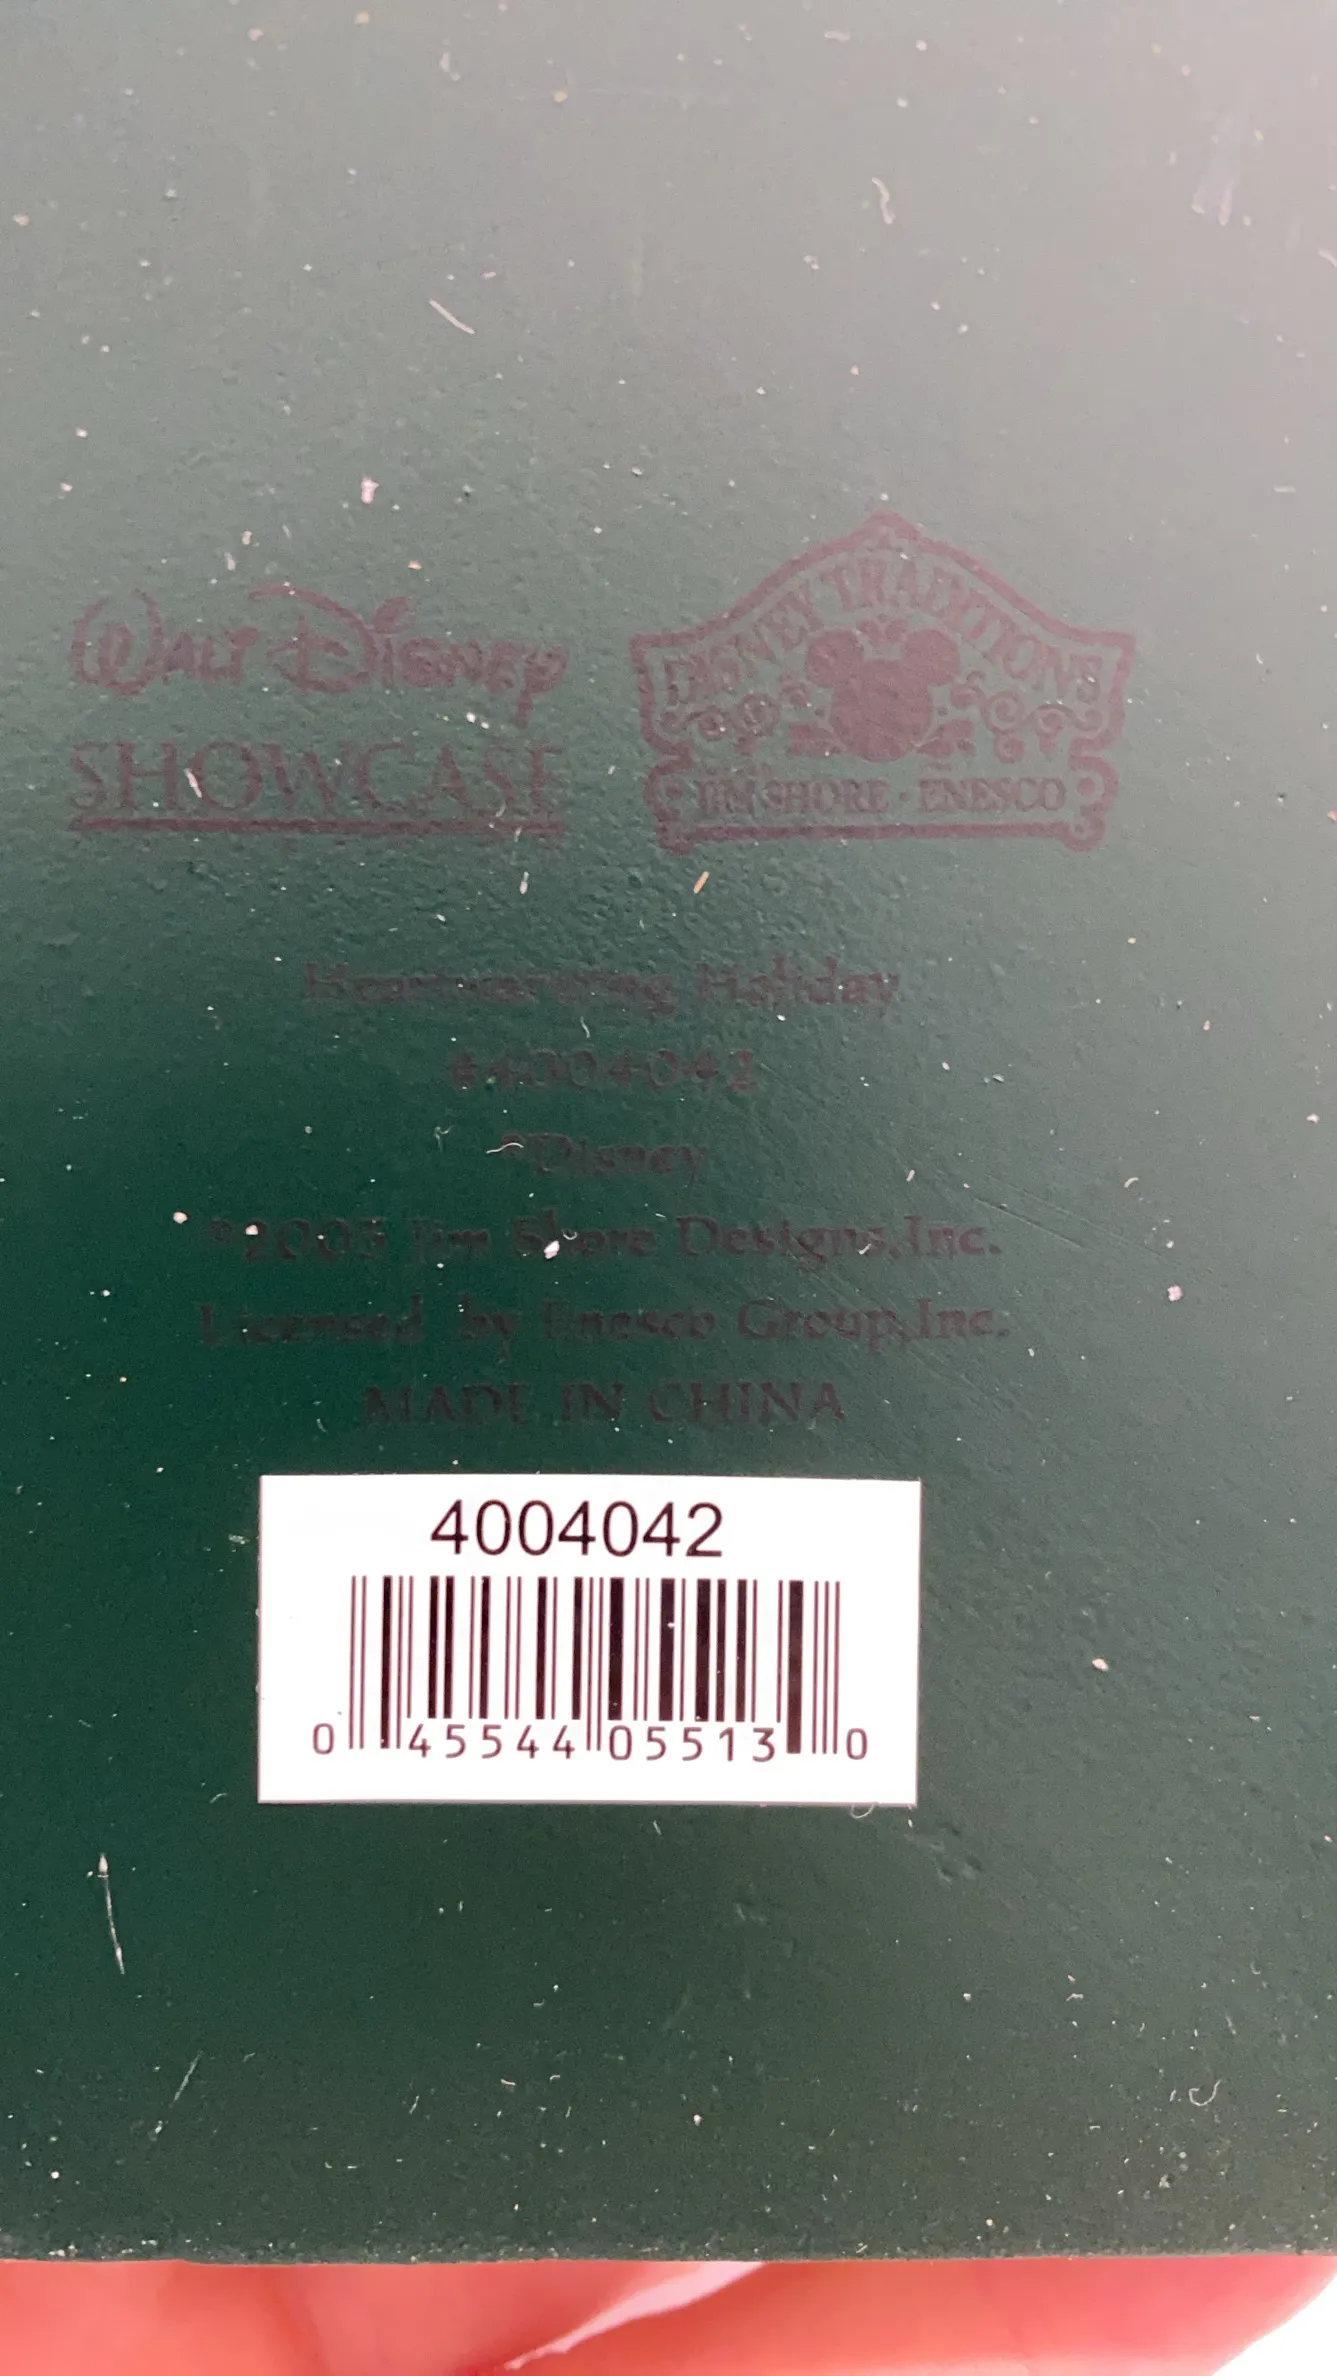 WALT DISNEY
SHOWCASE
DISNEY TRADITIONS
JIM SHORE · ENESCO
Heartwarming Holiday
#4004042
©Disney
©2005 Jim Shore Designs,Inc.
Licensed by Enesco Group,Inc.
MADE IN CHINA
4004042
0 45544 05513 0